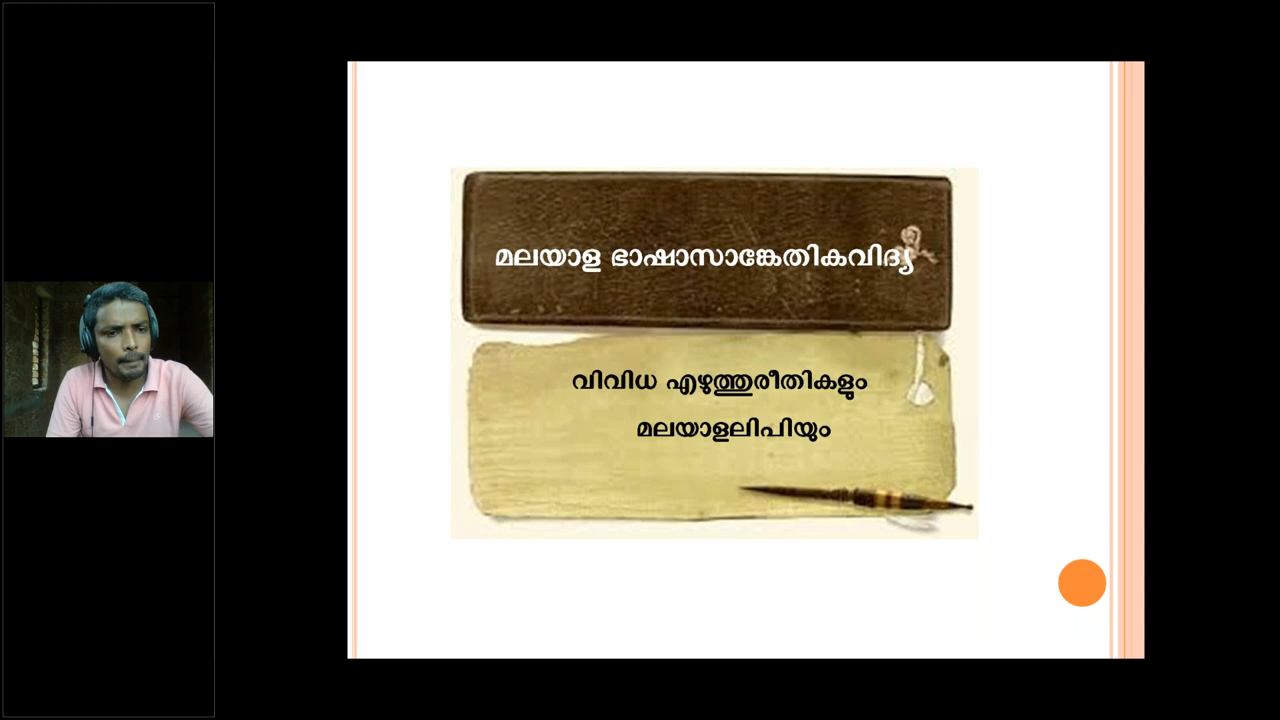 മലയാള ഭാഷാസാങ്കേതികവിദ്യ
വിവിധ എഴുത്തുരീതികളും
മലയാളലിപിയും